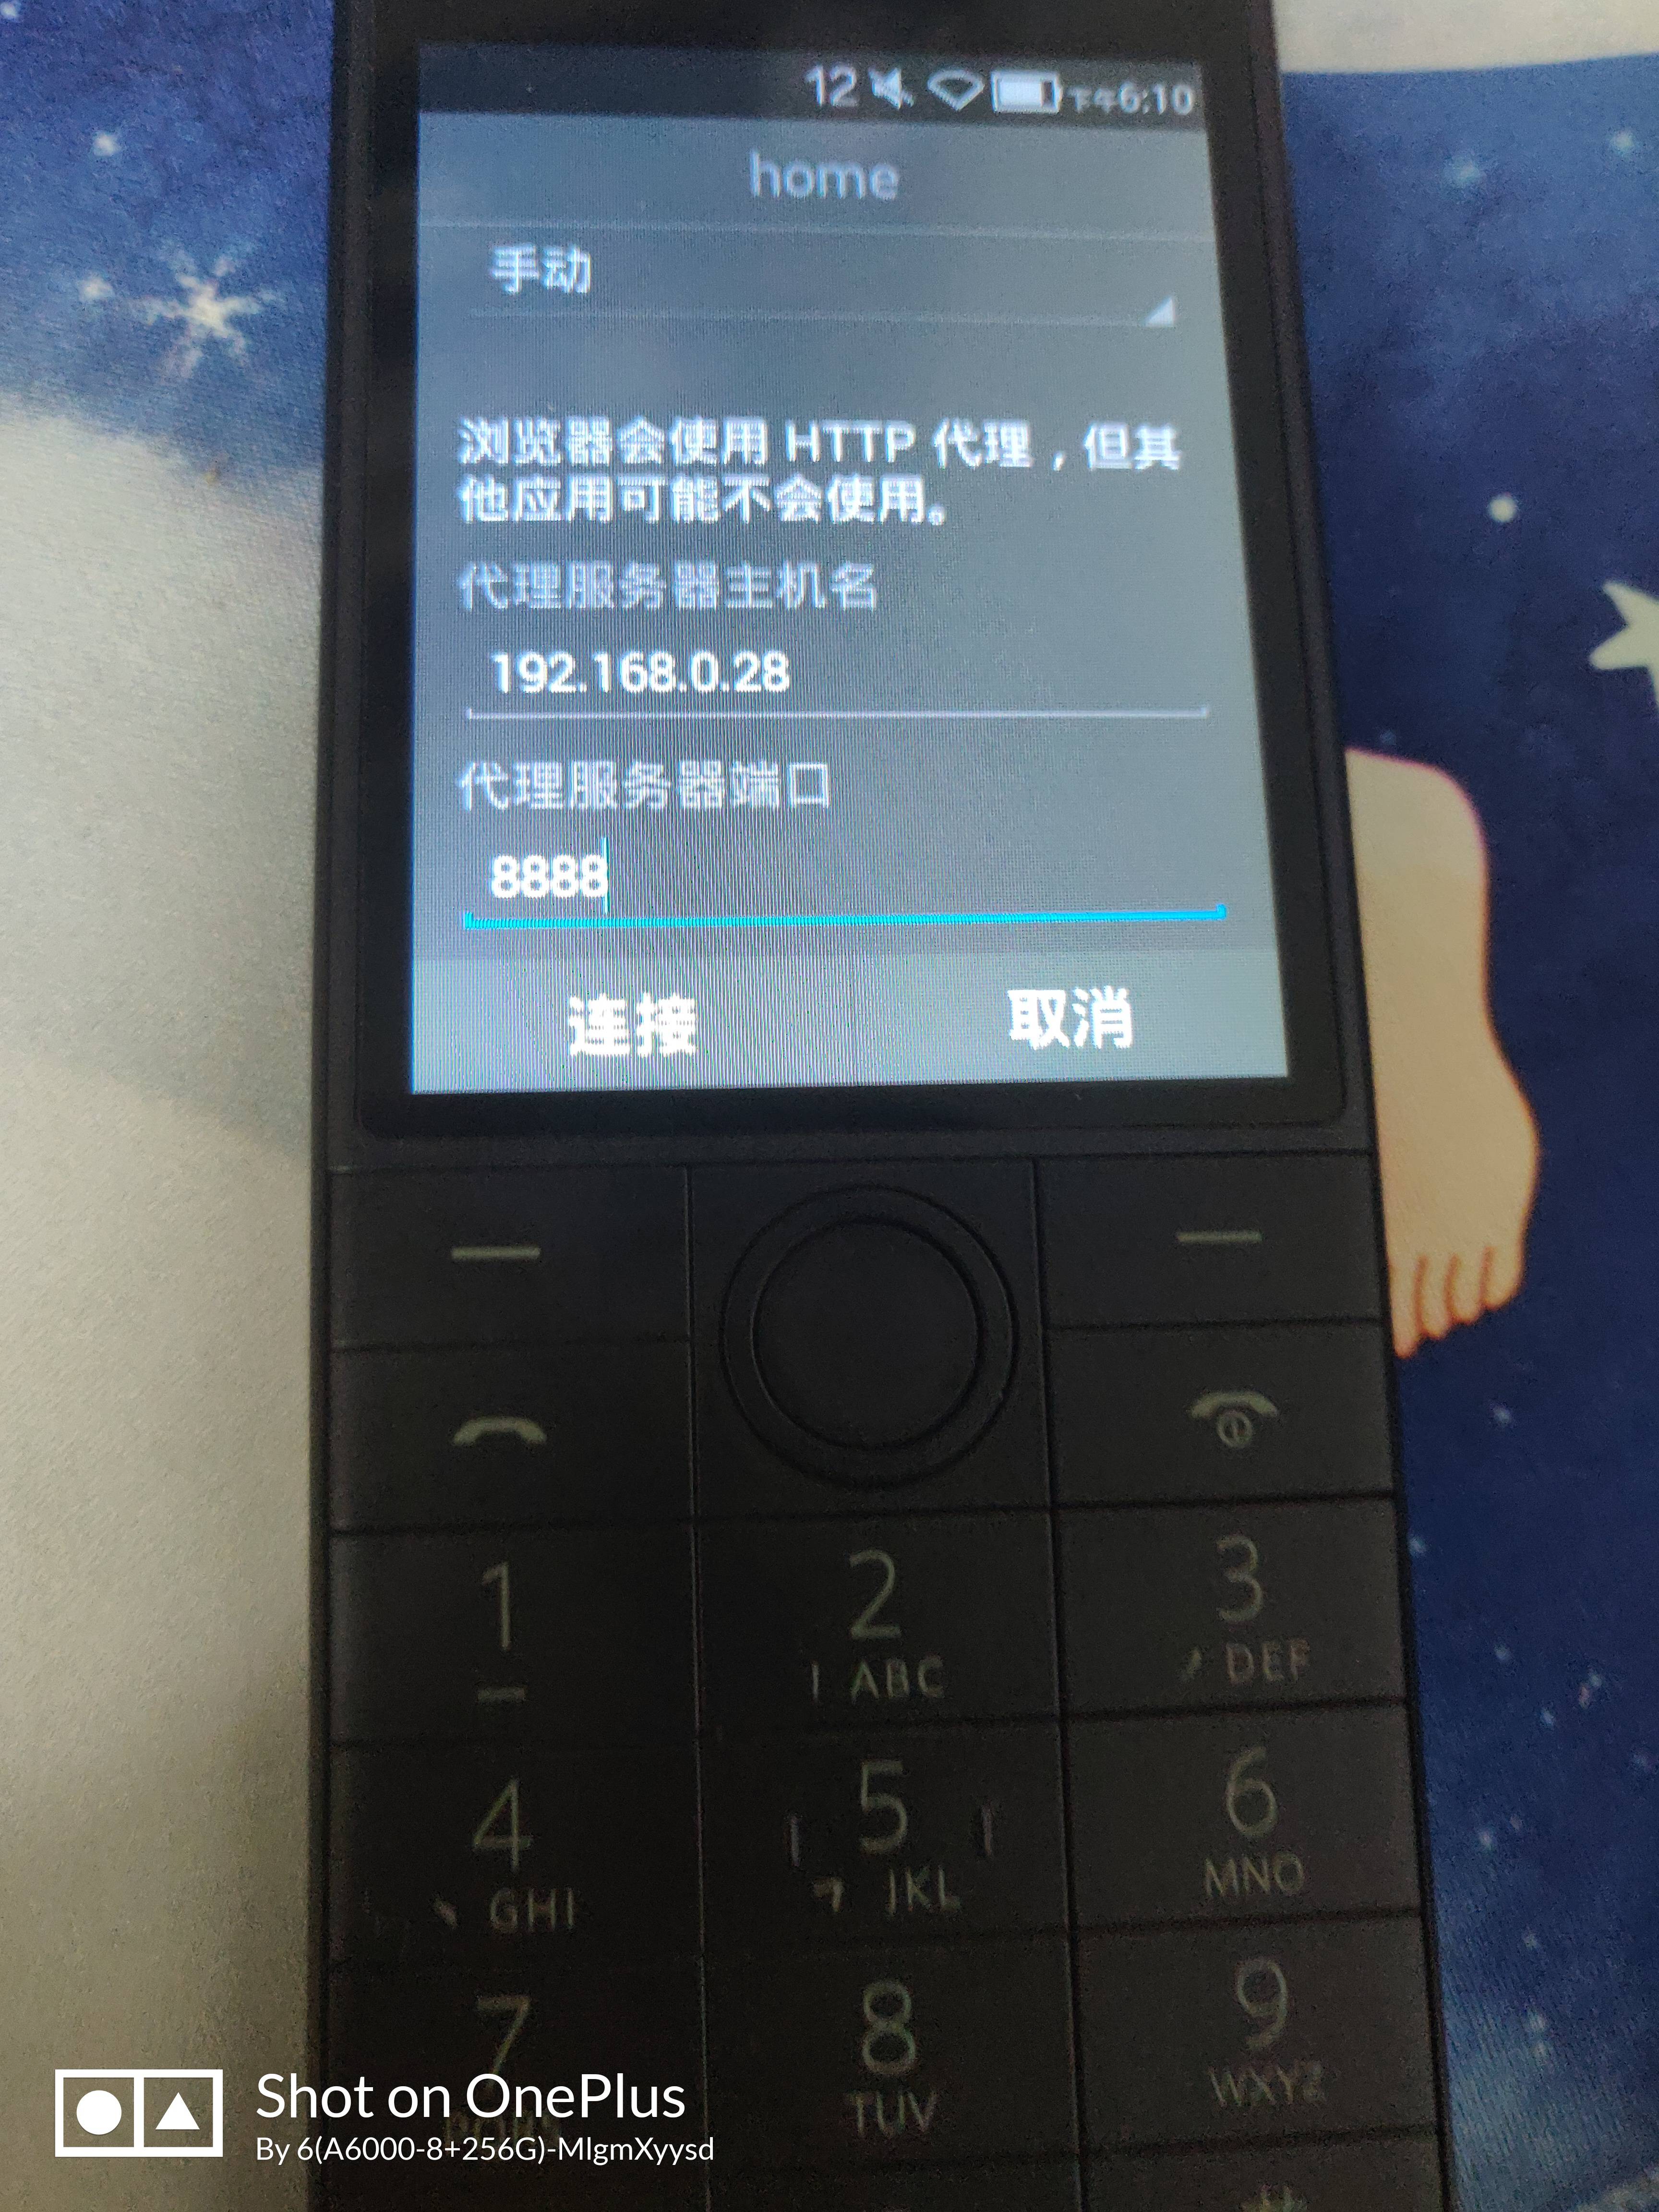 12 下午6:10
home
手动
浏览器会使用 HTTP 代理，但其
他应用可能不会使用。
代理服务器主机名
192.168.0.28
代理服务器端口
8888
连接 取消
1 2 3
ABC DEF
4 5 6
GHI JKL MNO
7 8 9
TUV WXYZ
Shot on OnePlus
By 6(A6000-8+256G)-MlgmXyysd